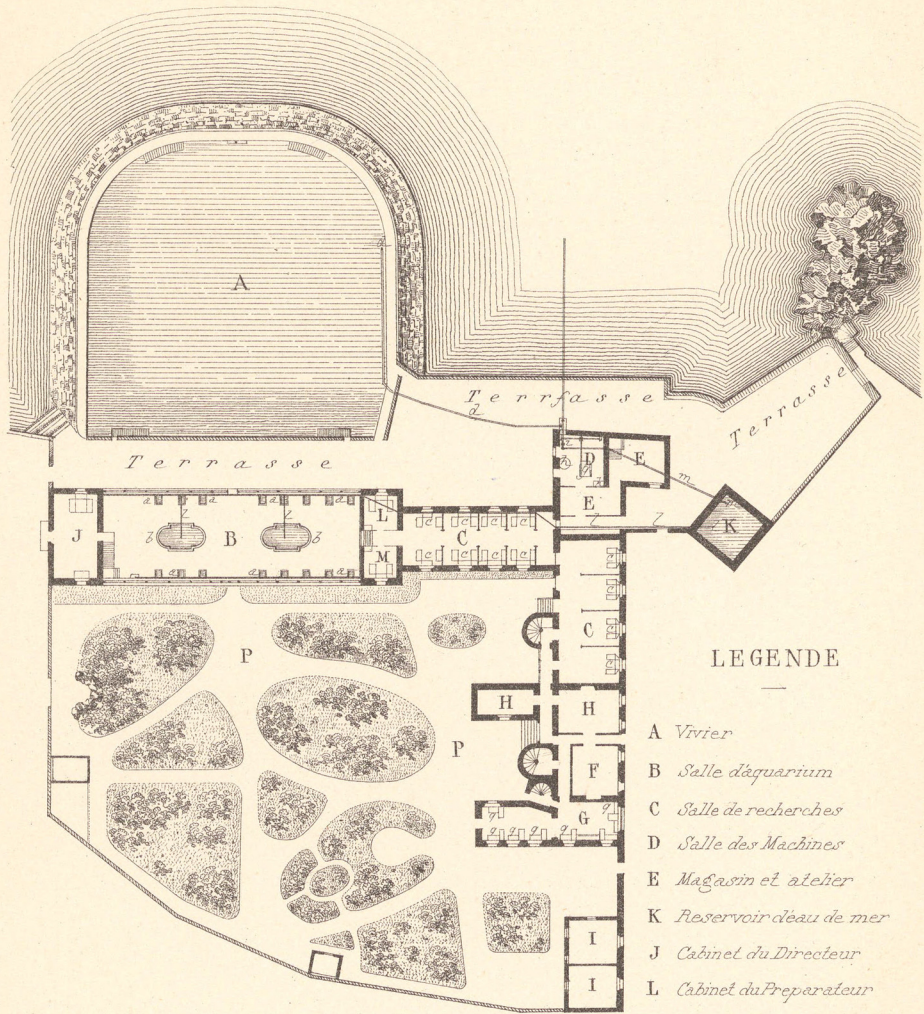 A
Terrfasse
d
Terrasse
Terrasse
D
E
E
m
K
J
a
a
a
a
b
l
B
l
b
L
M
C
c
c
c
c
c
c
c
c
l
l
C
P
H
H
P
F
G
q
q
q
q
q
I
I
LEGENDE
A Vivier
B Salle d'aquarium
C Salle de recherches
D Salle des Machines
E Magasin et atelier
K Reservoir d'eau de mer
J Cabinet du Directeur
L Cabinet du Preparateur